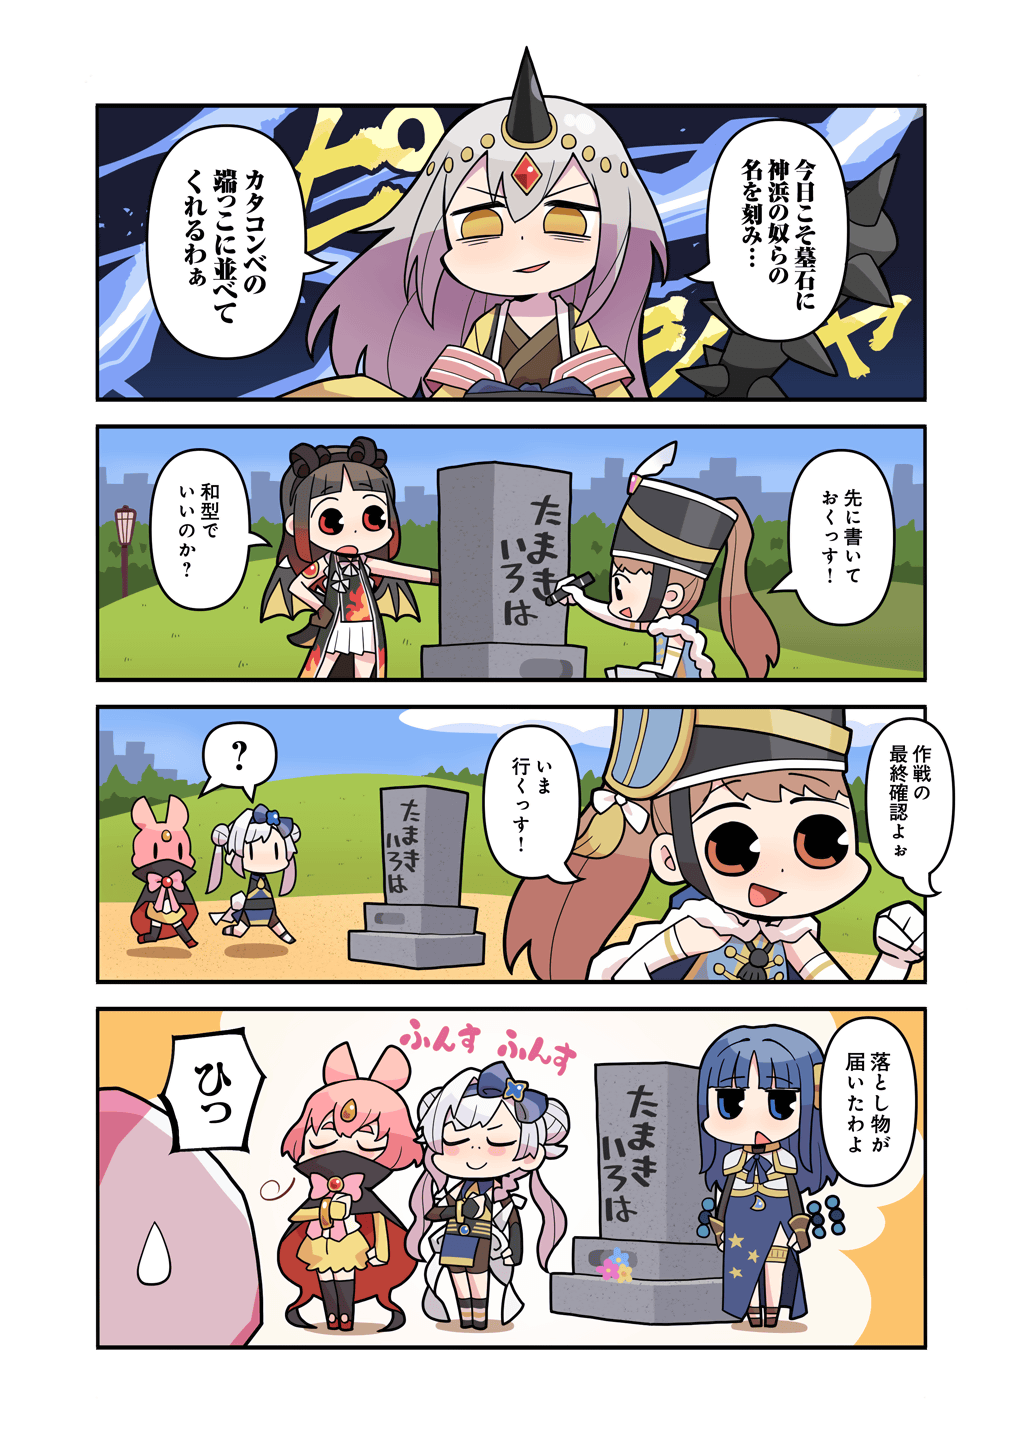 今日こそ墓石に
神浜の奴らの
名を刻み…
ピシャ
カタコンベの
端っこに並べて
くれるわぁ
先に書いて
おくっす！
たまき
いろは
和型で
いいのか？
作戦の
最終確認よぉ
いま
行くっす！
たまき
いろは
？
落とし物が
届いたわよ
たまき
いろは
ふんす ふんす
ひっ